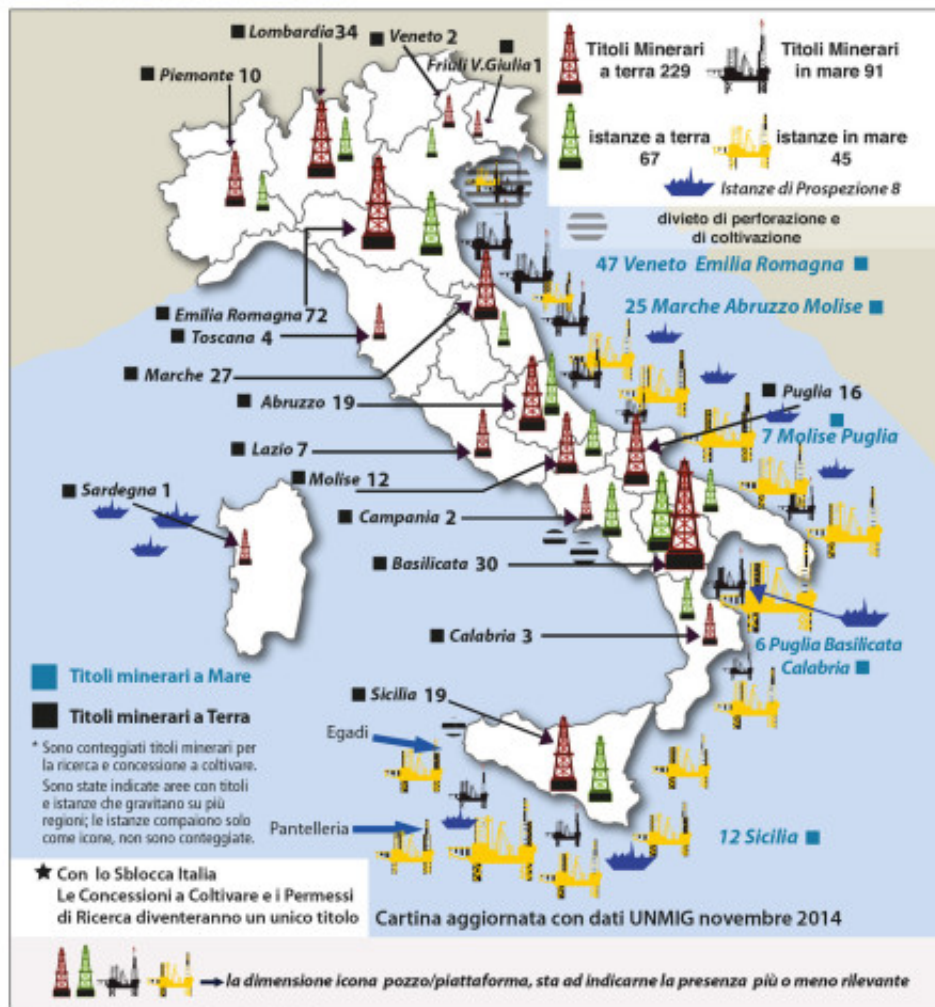 Lombardia 34
Veneto 2
Friuli V.Giulia 1
Piemonte 10
Titoli Minerari
a terra 229
Titoli Minerari
in mare 91
istanze a terra
67
istanze in mare
45
Istanze di Prospezione 8
divieto di perforazione e
di coltivazione
47 Veneto Emilia Romagna
25 Marche Abruzzo Molise
Emilia Romagna 72
Toscana 4
Marche 27
Abruzzo 19
Puglia 16
7 Molise Puglia
Lazio 7
Molise 12
Sardegna 1
Campania 2
Basilicata 30
Calabria 3
6 Puglia Basilicata
Calabria
Titoli minerari a Mare
Titoli minerari a Terra
Sicilia 19
Egadi
* Sono conteggiati titoli minerari per
la ricerca e concessione a coltivare.
Sono state indicate aree con titoli
e istanze che gravitano su più
regioni; le istanze compaiono solo
come icone, non sono conteggiate.
Pantelleria
12 Sicilia
★ Con lo Sblocca Italia
Le Concessioni a Coltivare e i Permessi
di Ricerca diventeranno un unico titolo
Cartina aggiornata con dati UNMIG novembre 2014
la dimensione icona pozzo/piattaforma, sta ad indicarne la presenza più o meno rilevante